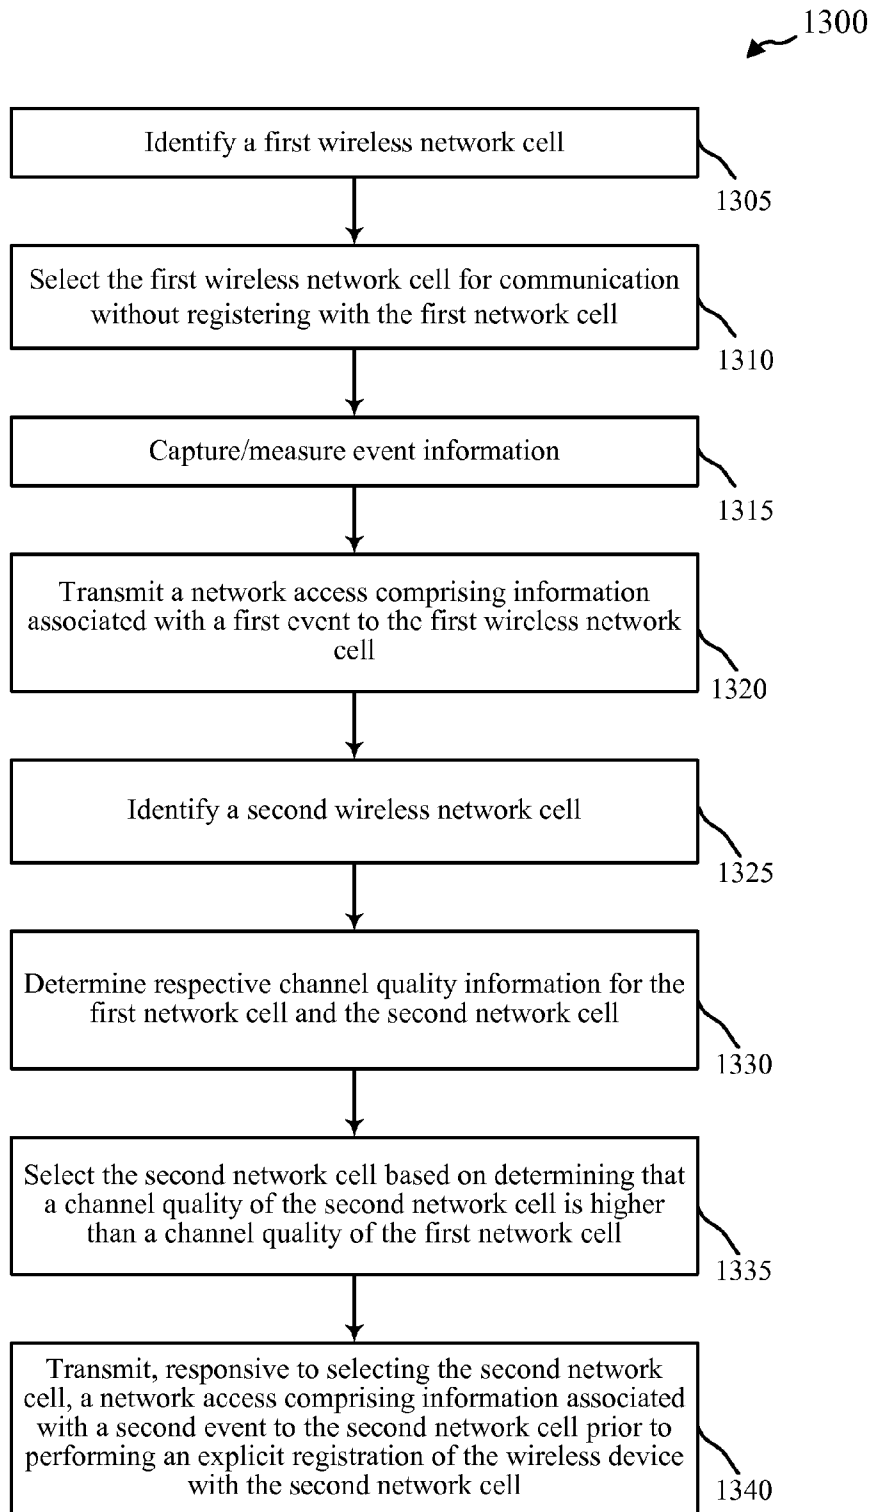 1300
Identify a first wireless network cell
1305
Select the first wireless network cell for communication
without registering with the first network cell
1310
Capture/measure event information
1315
Transmit a network access comprising information
associated with a first event to the first wireless network
cell
1320
Identify a second wireless network cell
1325
Determine respective channel quality information for the
first network cell and the second network cell
1330
Select the second network cell based on determining that
a channel quality of the second network cell is higher
than a channel quality of the first network cell
1335
Transmit, responsive to selecting the second network
cell, a network access comprising information associated
with a second event to the second network cell prior to
performing an explicit registration of the wireless device
with the second network cell
1340